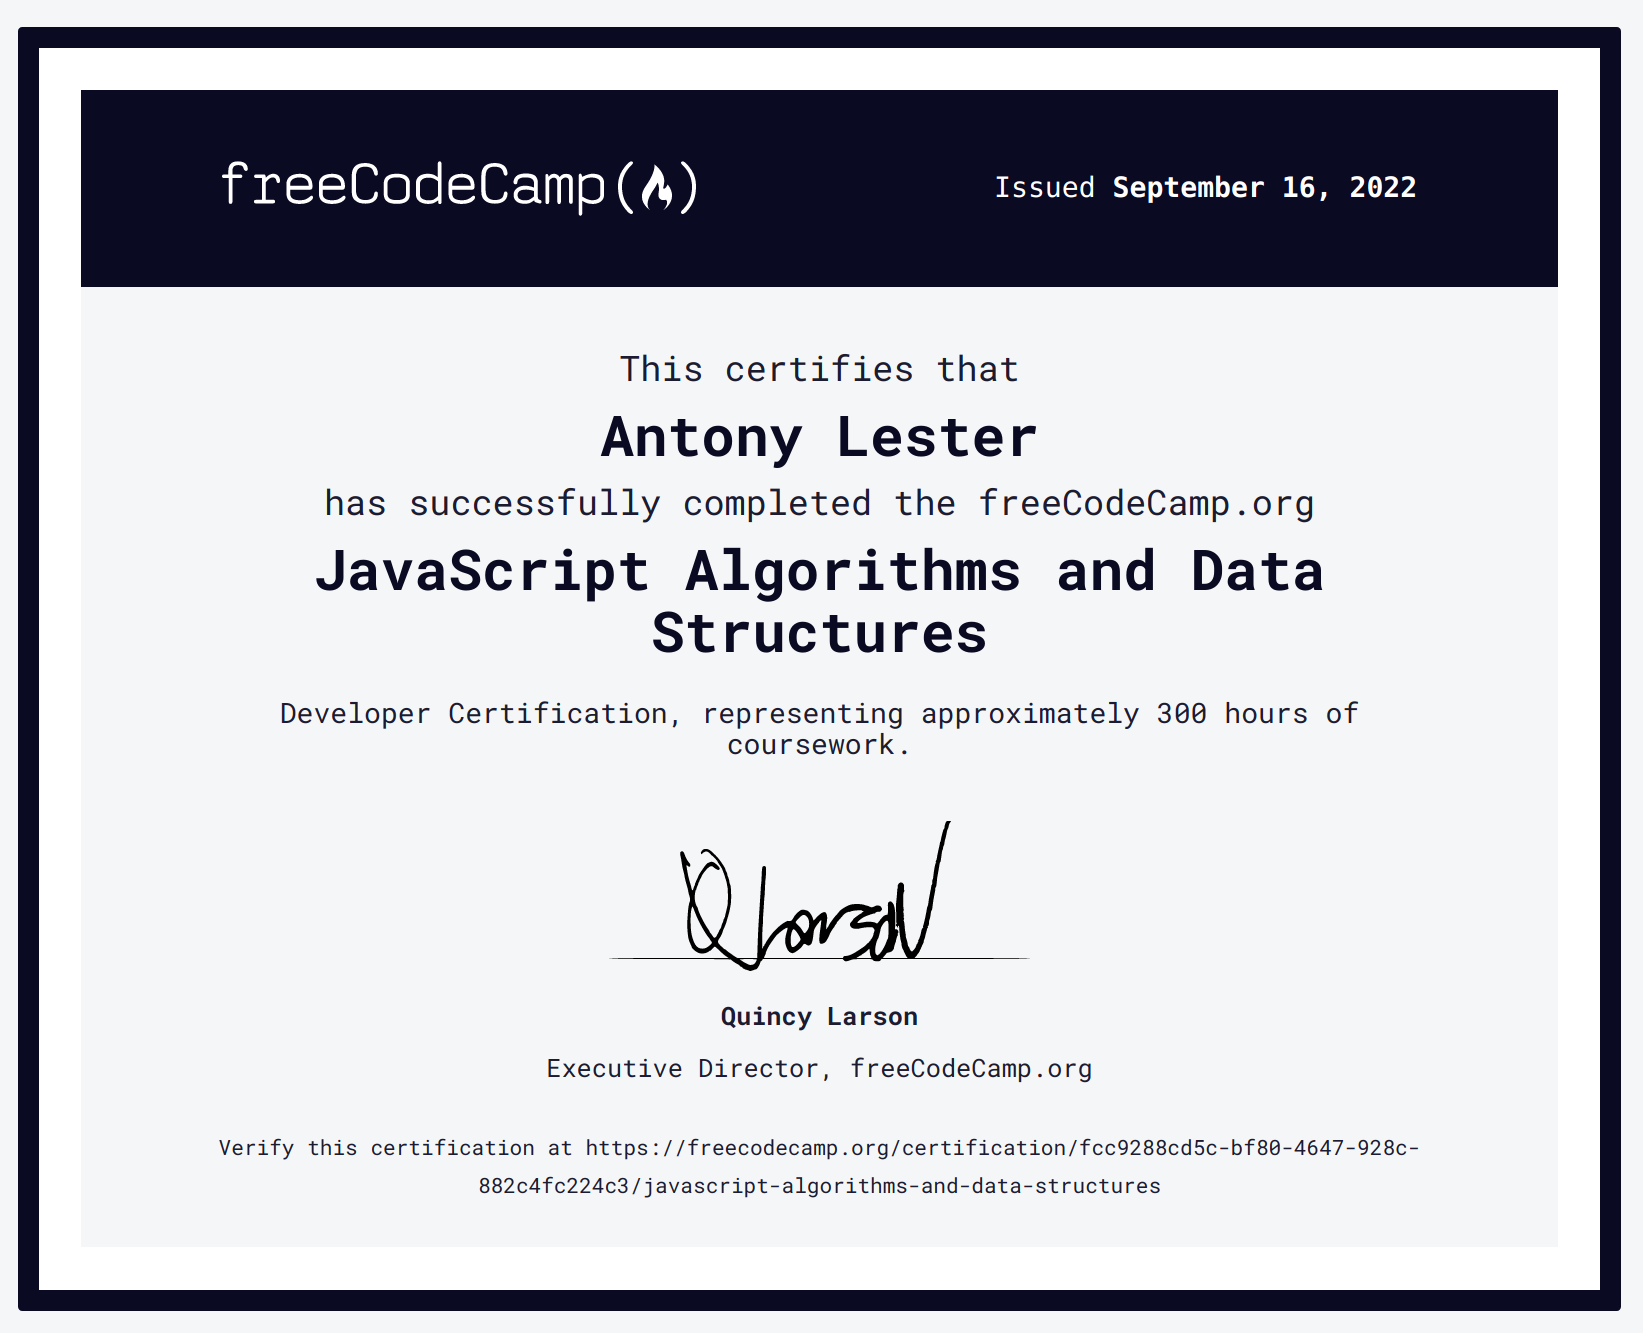 freeCodeCamp
Issued September 16, 2022
This certifies that
Antony Lester
has successfully completed the freeCodeCamp.org
JavaScript Algorithms and Data
Structures
Developer Certification, representing approximately 300 hours of
coursework.
Q Larson
Quincy Larson
Executive Director, freeCodeCamp.org
Verify this certification at https://freecodecamp.org/certification/fcc9288cd5c-bf80-4647-928c-
882c4fc224c3/javascript-algorithms-and-data-structures